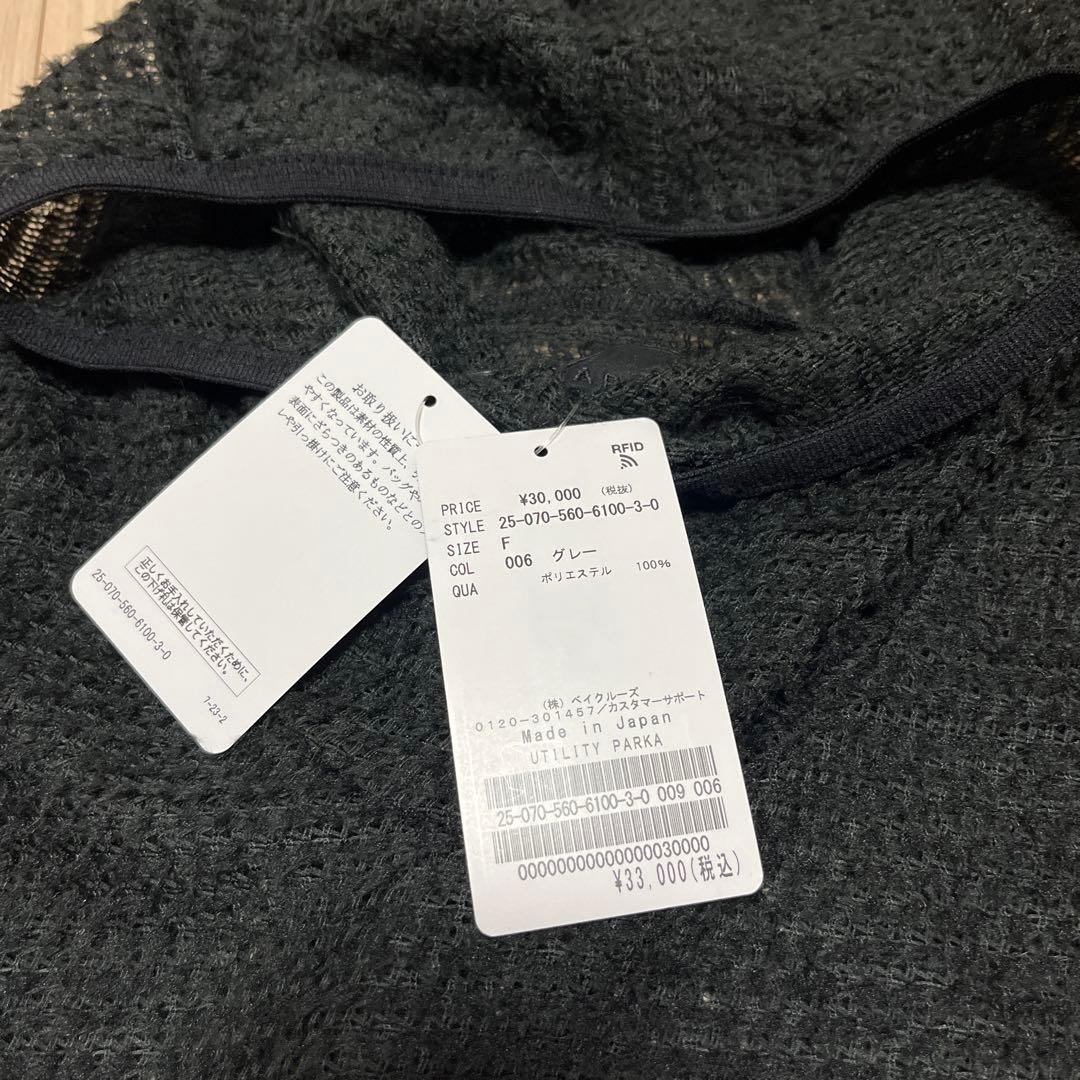 お取り扱いに
この製品は素材の性質上、
やすくなっています。バッグや
表面にざらつきのあるものなどとの
しや引っ掛けにご注意ください。
正しくお手入れしていただくために、
この下げ札は保管してください。
25-070-560-6100-3-0
7-23-2
RFID
PRICE ¥30,000 (税抜)
STYLE 25-070-560-6100-3-0
SIZE F
COL 006 グレー
QUA ポリエステル 100%
(株) ベイクルーズ
0120-301457/カスタマーサポート
Made in Japan
UTILITY PARKA
25-070-560-6100-3-0 009 006
00000000000000030000
¥33,000(税込)